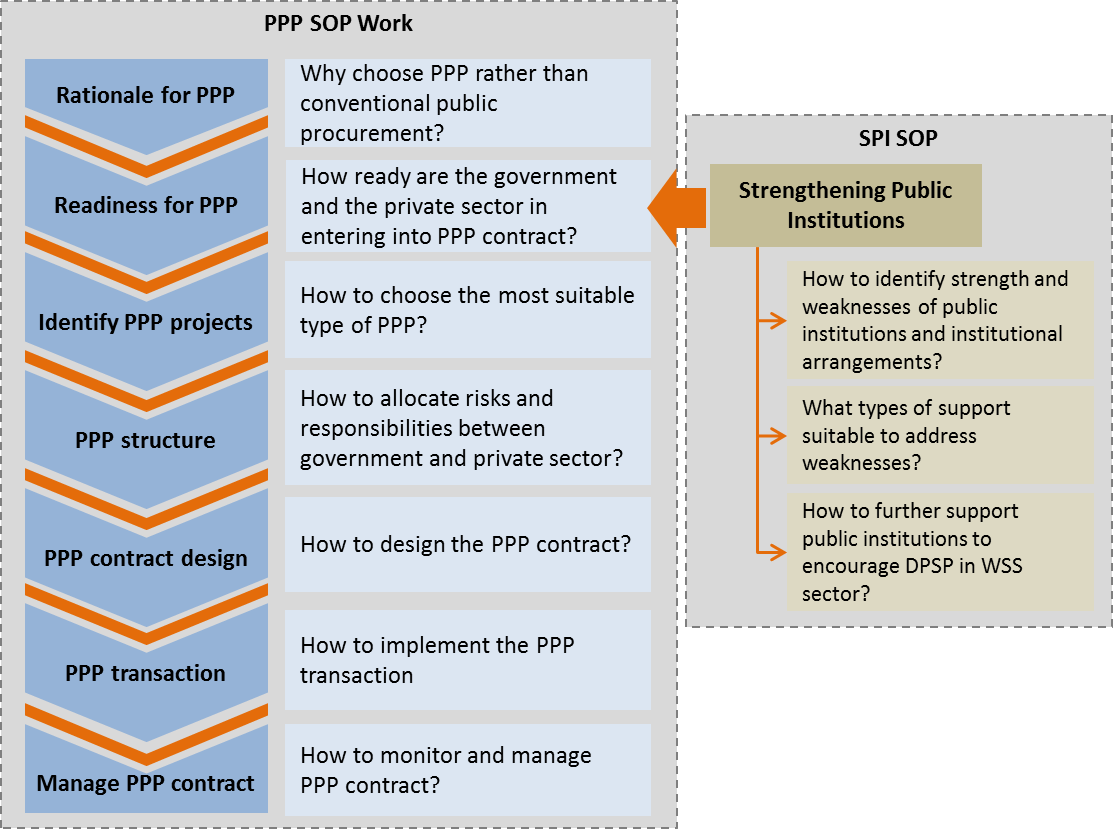 PPP SOP Work
Rationale for PPP
Why choose PPP rather than
conventional public
procurement?
Readiness for PPP
How ready are the government
and the private sector in
entering into PPP contract?
Identify PPP projects
How to choose the most suitable
type of PPP?
PPP structure
How to allocate risks and
responsibilities between
government and private sector?
PPP contract design
How to design the PPP contract?
PPP transaction
How to implement the PPP
transaction
Manage PPP contract
How to monitor and manage
PPP contract?
SPI SOP
Strengthening Public
Institutions
How to identify strength and
weaknesses of public
institutions and institutional
arrangements?
What types of support
suitable to address
weaknesses?
How to further support
public institutions to
encourage DPSP in WSS
sector?